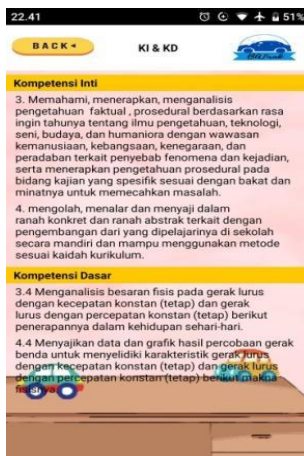 22.41
51%
BACK
KI & KD
Kompetensi Inti
3. Memahami, menerapkan, menganalisis
pengetahuan faktual , prosedural berdasarkan rasa
ingin tahunya tentang ilmu pengetahuan, teknologi,
seni, budaya, dan humaniora dengan wawasan
kemanusiaan, kebangsaan, kenegaraan, dan
peradaban terkait penyebab fenomena dan kejadian,
serta menerapkan pengetahuan prosedural pada
bidang kajian yang spesifik sesuai dengan bakat dan
minatnya untuk memecahkan masalah.
4. mengolah, menalar dan menyaji dalam
ranah konkret dan ranah abstrak terkait dengan
pengembangan dari yang dipelajarinya di sekolah
secara mandiri dan mampu menggunakan metode
sesuai kaidah kurikulum.
Kompetensi Dasar
3.4 Menganalisis besaran fisis pada gerak lurus
dengan kecepatan konstan (tetap) dan gerak
lurus dengan percepatan konstan (tetap) berikut
penerapannya dalam kehidupan sehari-hari.
4.4 Menyajikan data dan grafik hasil percobaan gerak
benda untuk menyelidiki karakteristik gerak lurus
dengan kecepatan konstan (tetap) dan gerak lurus
dengan percepatan konstan (tetap) berikut makna
fisisnya.